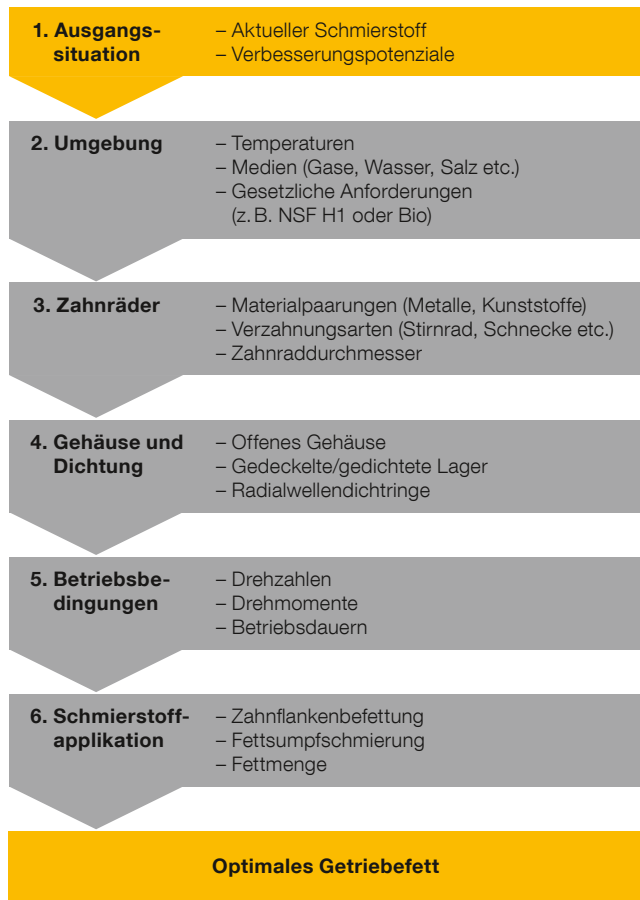 1. Ausgangs-
situation
– Aktueller Schmierstoff
– Verbesserungspotenziale
2. Umgebung
– Temperaturen
– Medien (Gase, Wasser, Salz etc.)
– Gesetzliche Anforderungen
(z. B. NSF H1 oder Bio)
3. Zahnräder
– Materialpaarungen (Metalle, Kunststoffe)
– Verzahnungsarten (Stirnrad, Schnecke etc.)
– Zahnraddurchmesser
4. Gehäuse und
Dichtung
– Offenes Gehäuse
– Gedeckelte/gedichtete Lager
– Radialwellendichtringe
5. Betriebsbe-
dingungen
– Drehzahlen
– Drehmomente
– Betriebsdauern
6. Schmierstoff-
applikation
– Zahnflankenbefettung
– Fettsumpfschmierung
– Fettmenge
Optimales Getriebefett